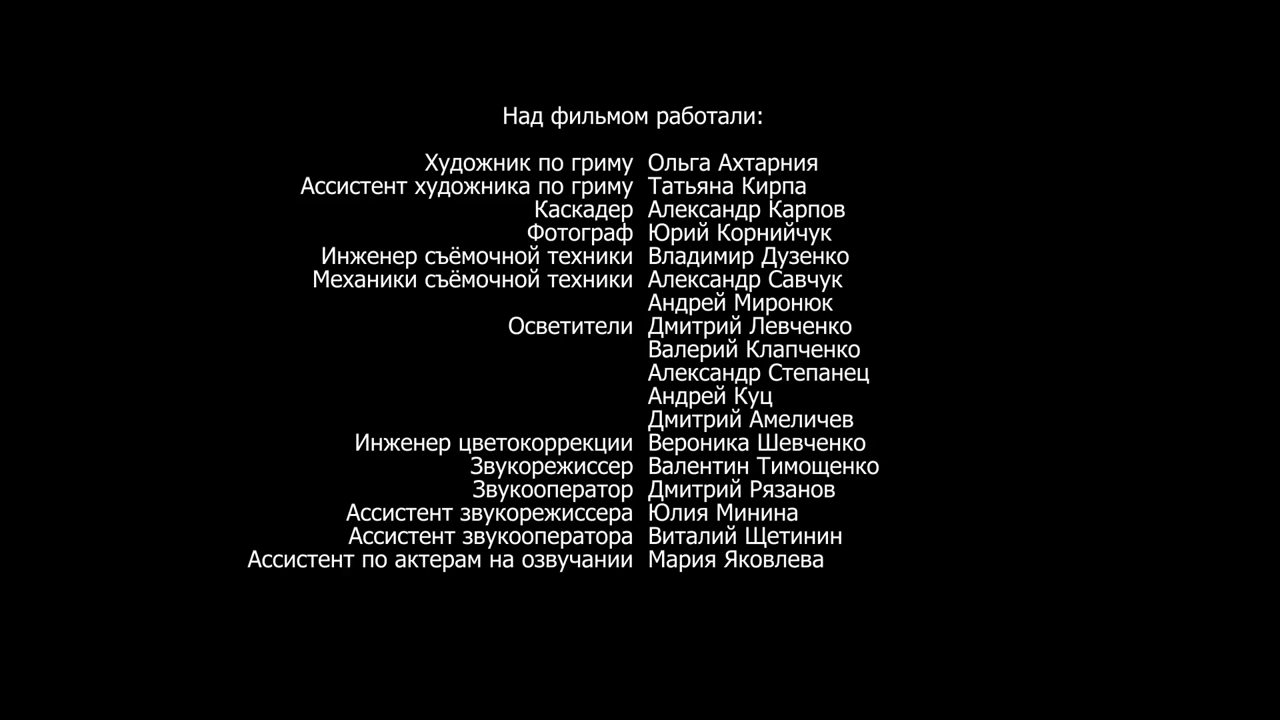 Над фильмом работали:
Художник по гриму Ольга Ахтарния
Ассистент художника по гриму Татьяна Кирпа
Каскадер Александр Карпов
Фотограф Юрий Корнийчук
Инженер съёмочной техники Владимир Дузенко
Механики съёмочной техники Александр Савчук
Андрей Миронюк
Осветители Дмитрий Левченко
Валерий Клапченко
Александр Степанец
Андрей Куц
Дмитрий Амеличев
Инженер цветокоррекции Вероника Шевченко
Звукорежиссер Валентин Тимощенко
Звукооператор Дмитрий Рязанов
Ассистент звукорежиссера Юлия Минина
Ассистент звукооператора Виталий Щетинин
Ассистент по актерам на озвучании Мария Яковлева